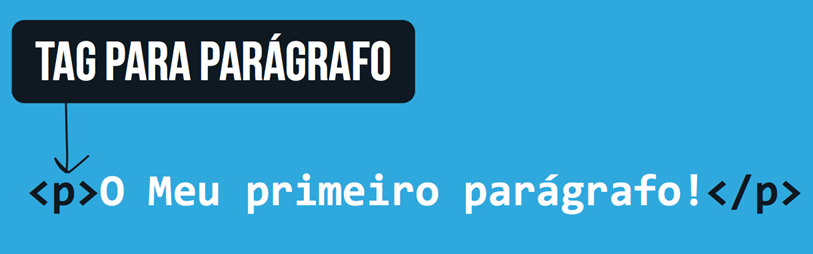 TAG PARA PARÁGRAFO
<p>O Meu primeiro parágrafo!</p>